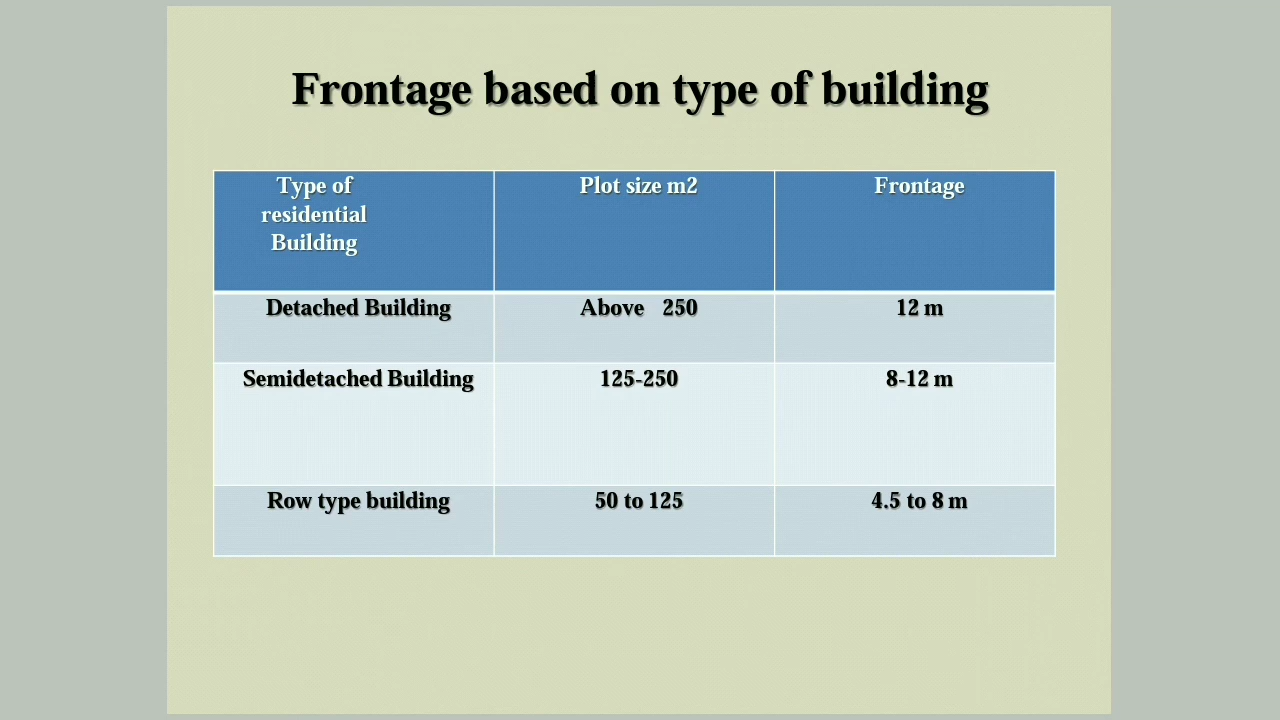 Frontage based on type of building
Type of
residential
Building
Plot size m2
Frontage
Detached Building
Above 250
12 m
Semidetached Building
125-250
8-12 m
Row type building
50 to 125
4.5 to 8 m